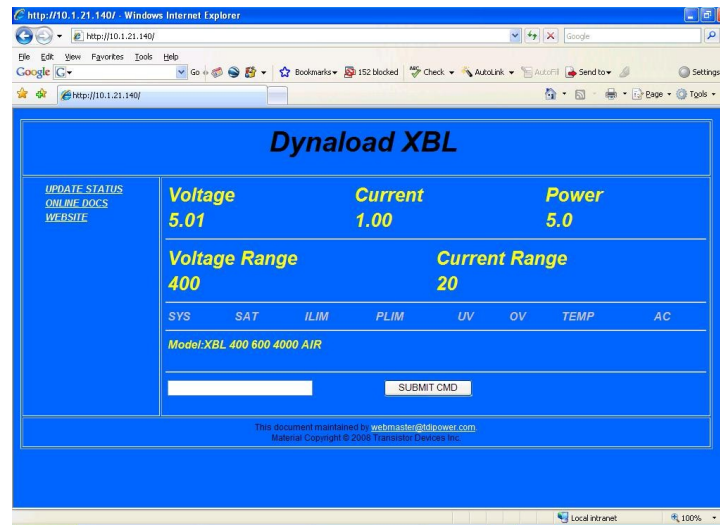 http://10.1.21.140/ - Windows Internet Explorer
http://10.1.21.140/
Google
File Edit View Favorites Tools Help
Google G Go Bookmarks 152 blocked Check AutoLink AutoFill Send to Settings
http://10.1.21.140/ Page Tools
Dynaload XBL
UPDATE STATUS
ONLINE DOCS
WEBSITE
Voltage Current Power
5.01 1.00 5.0
Voltage Range Current Range
400 20
SYS SAT ILIM PLIM UV OV TEMP AC
Model:XBL 400 600 4000 AIR
SUBMIT CMD
This document maintained by webmaster@tdipower.com.
Material Copyright © 2006 Transistor Devices Inc.
Local intranet 100%